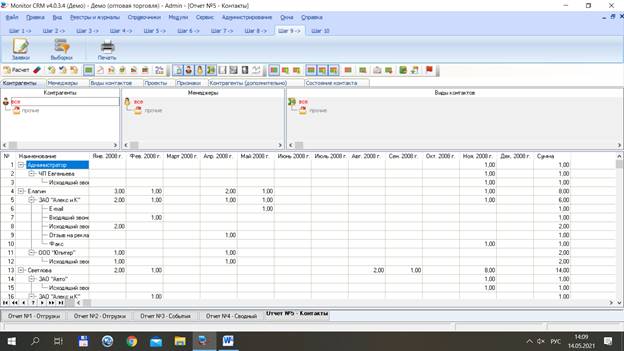 Monitor CRM v4.0.3.4 (Демо) - Демо (оптовая торговля) - Admin - [Отчет №5 - Контакты]
Файл Правка Вид Реестры и журналы Справочники Модули Сервис Администрирование Окна Справка
Шаг 1 -> Шаг 2 -> Шаг 3 -> Шаг 4 -> Шаг 5 -> Шаг 6 -> Шаг 7 -> Шаг 8 -> Шаг 9 -> Шаг 10
Заявки Выборки Печать
Расчет
Контрагенты Менеджеры Виды контактов Проекты Признаки Контрагенты (дополнительно) Состояние контакта
Контрагенты Менеджеры Виды контактов
все все все
прочие прочие прочие
№ Наименование Янв. 2008 г. Фев. 2008 г. Март 2008 г. Апр. 2008 г. Май 2008 г. Июнь 2008 г. Июль 2008 г. Авг. 2008 г. Сен. 2008 г. Окт. 2008 г. Ноя. 2008 г. Дек. 2008 г. Сумма
1 Администратор 1,00 1,00
2 ЧП Евгеньева 1,00 1,00
3 Исходящий звон 1,00 1,00
4 Елагин 3,00 1,00 2,00 1,00 1,00 8,00
5 ЗАО "Алекс и К" 2,00 1,00 1,00 1,00 1,00 6,00
6 E-mail 1,00 1,00
7 Входящий звоно 1,00 1,00
8 Исходящий звон 2,00 2,00
9 Отзыв на рекла 1,00 1,00
10 Факс 1,00 1,00
11 ООО "Юпитер" 1,00 1,00 2,00
12 Исходящий звон 1,00 1,00 2,00
13 Светлова 2,00 1,00 2,00 1,00 8,00 14,00
14 ЗАО "Авто" 1,00 1,00
15 Исходящий звон 1,00 1,00
16 ЗАО "Алекс и К" 1,00 1,00
Отчет №1 - Отгрузки Отчет №2 - Отгрузки Отчет №3 - События Отчет №4 - Сводный Отчет №5 - Контакты
РУС
14:09
14.05.2021